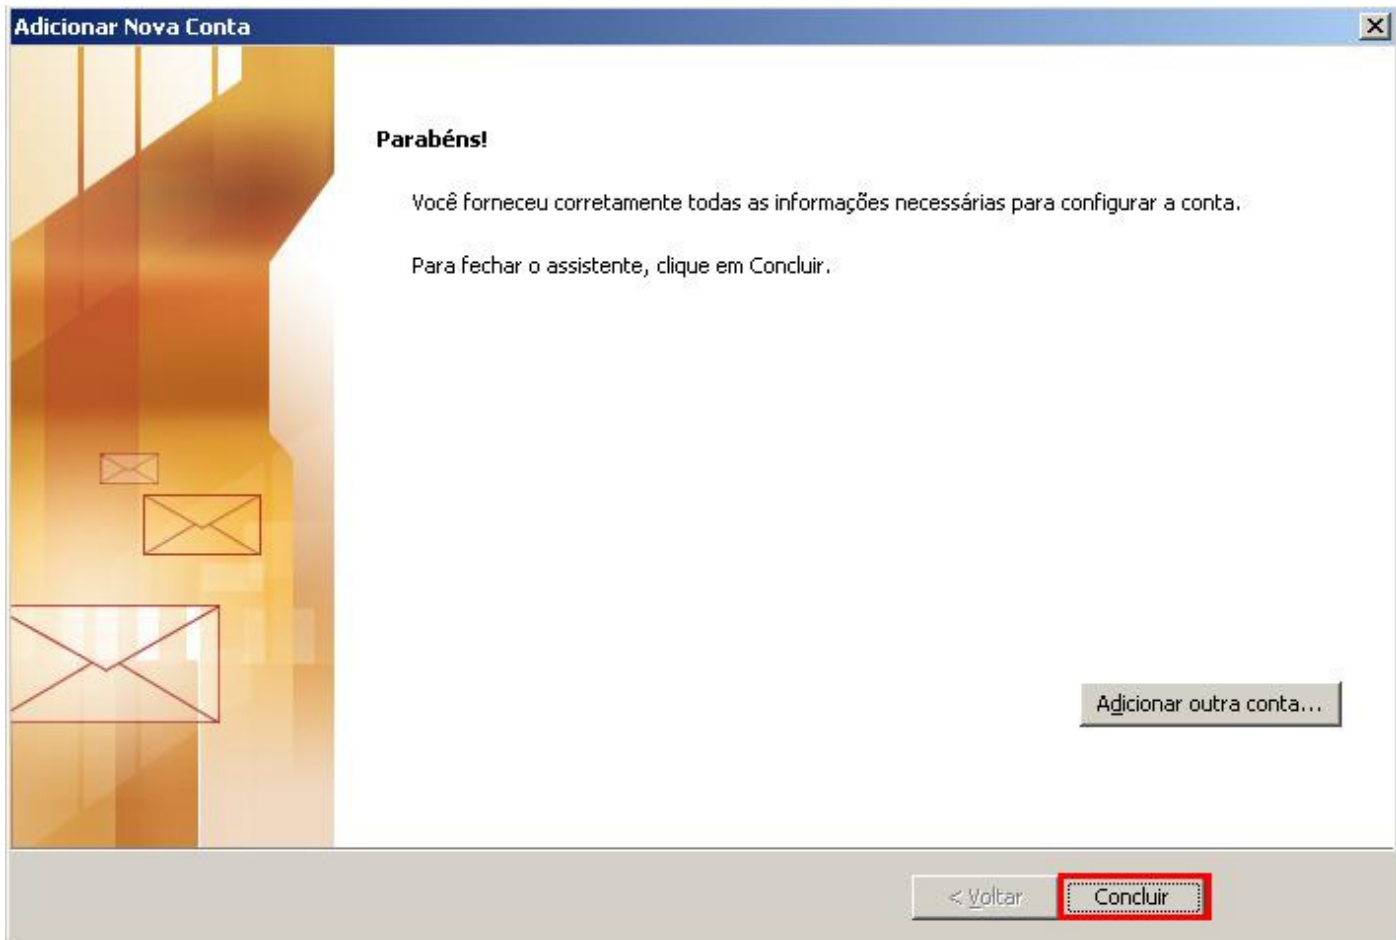 Adicionar Nova Conta
Parabéns!
Você forneceu corretamente todas as informações necessárias para configurar a conta.
Para fechar o assistente, clique em Concluir.
Adicionar outra conta...
< Voltar
Concluir